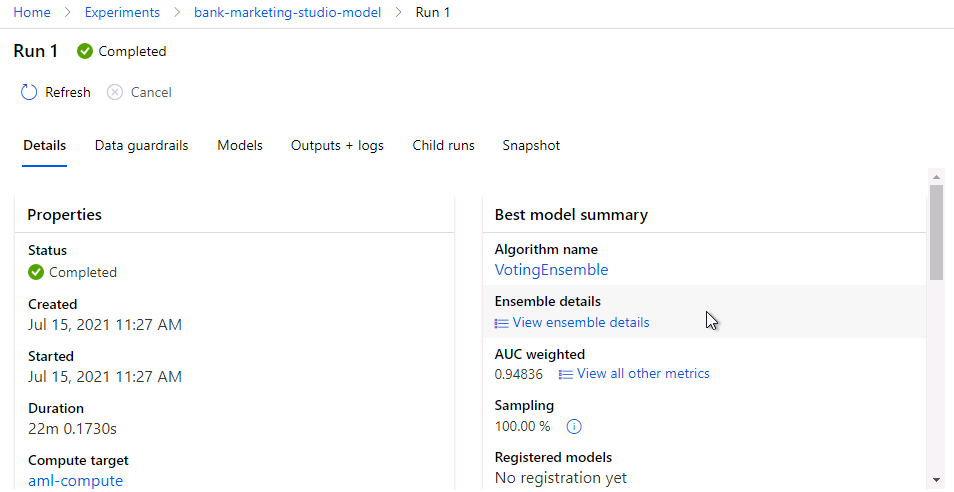 Home > Experiments > bank-marketing-studio-model > Run 1
Run 1 Completed
Refresh Cancel
Details Data guardrails Models Outputs + logs Child runs Snapshot
Properties
Status
Completed
Created
Jul 15, 2021 11:27 AM
Started
Jul 15, 2021 11:27 AM
Duration
22m 0.1730s
Compute target
aml-compute
Best model summary
Algorithm name
VotingEnsemble
Ensemble details
View ensemble details
AUC weighted
0.94836 View all other metrics
Sampling
100.00 %
Registered models
No registration yet